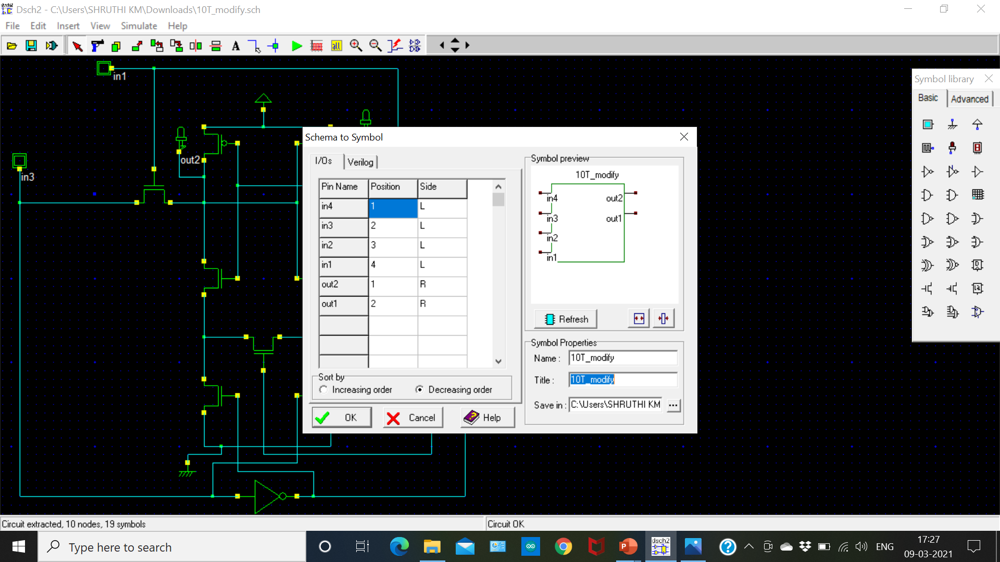 Dsch2 - C:\Users\SHRUTHI KM\Downloads\10T_modify.sch
File Edit Insert View Simulate Help
A all
in1
out2
in3
Schema to Symbol
I/Os Verilog
Pin Name Position Side
in4 1 L
in3 2 L
in2 3 L
in1 4 L
out2 1 R
out1 2 R
Sort by
Increasing order Decreasing order
OK Cancel Help
Symbol preview
10T_modify
in4 out2
in3 out1
in2
in1
Refresh
Symbol Properties
Name : 10T_modify
Title : 10T_modify
Save in : C:\Users\SHRUTHI KM ...
Symbol library
Basic Advanced
Circuit extracted, 10 nodes, 19 symbols
Circuit OK
Type here to search
dsch2
ENG
17:27
09-03-2021